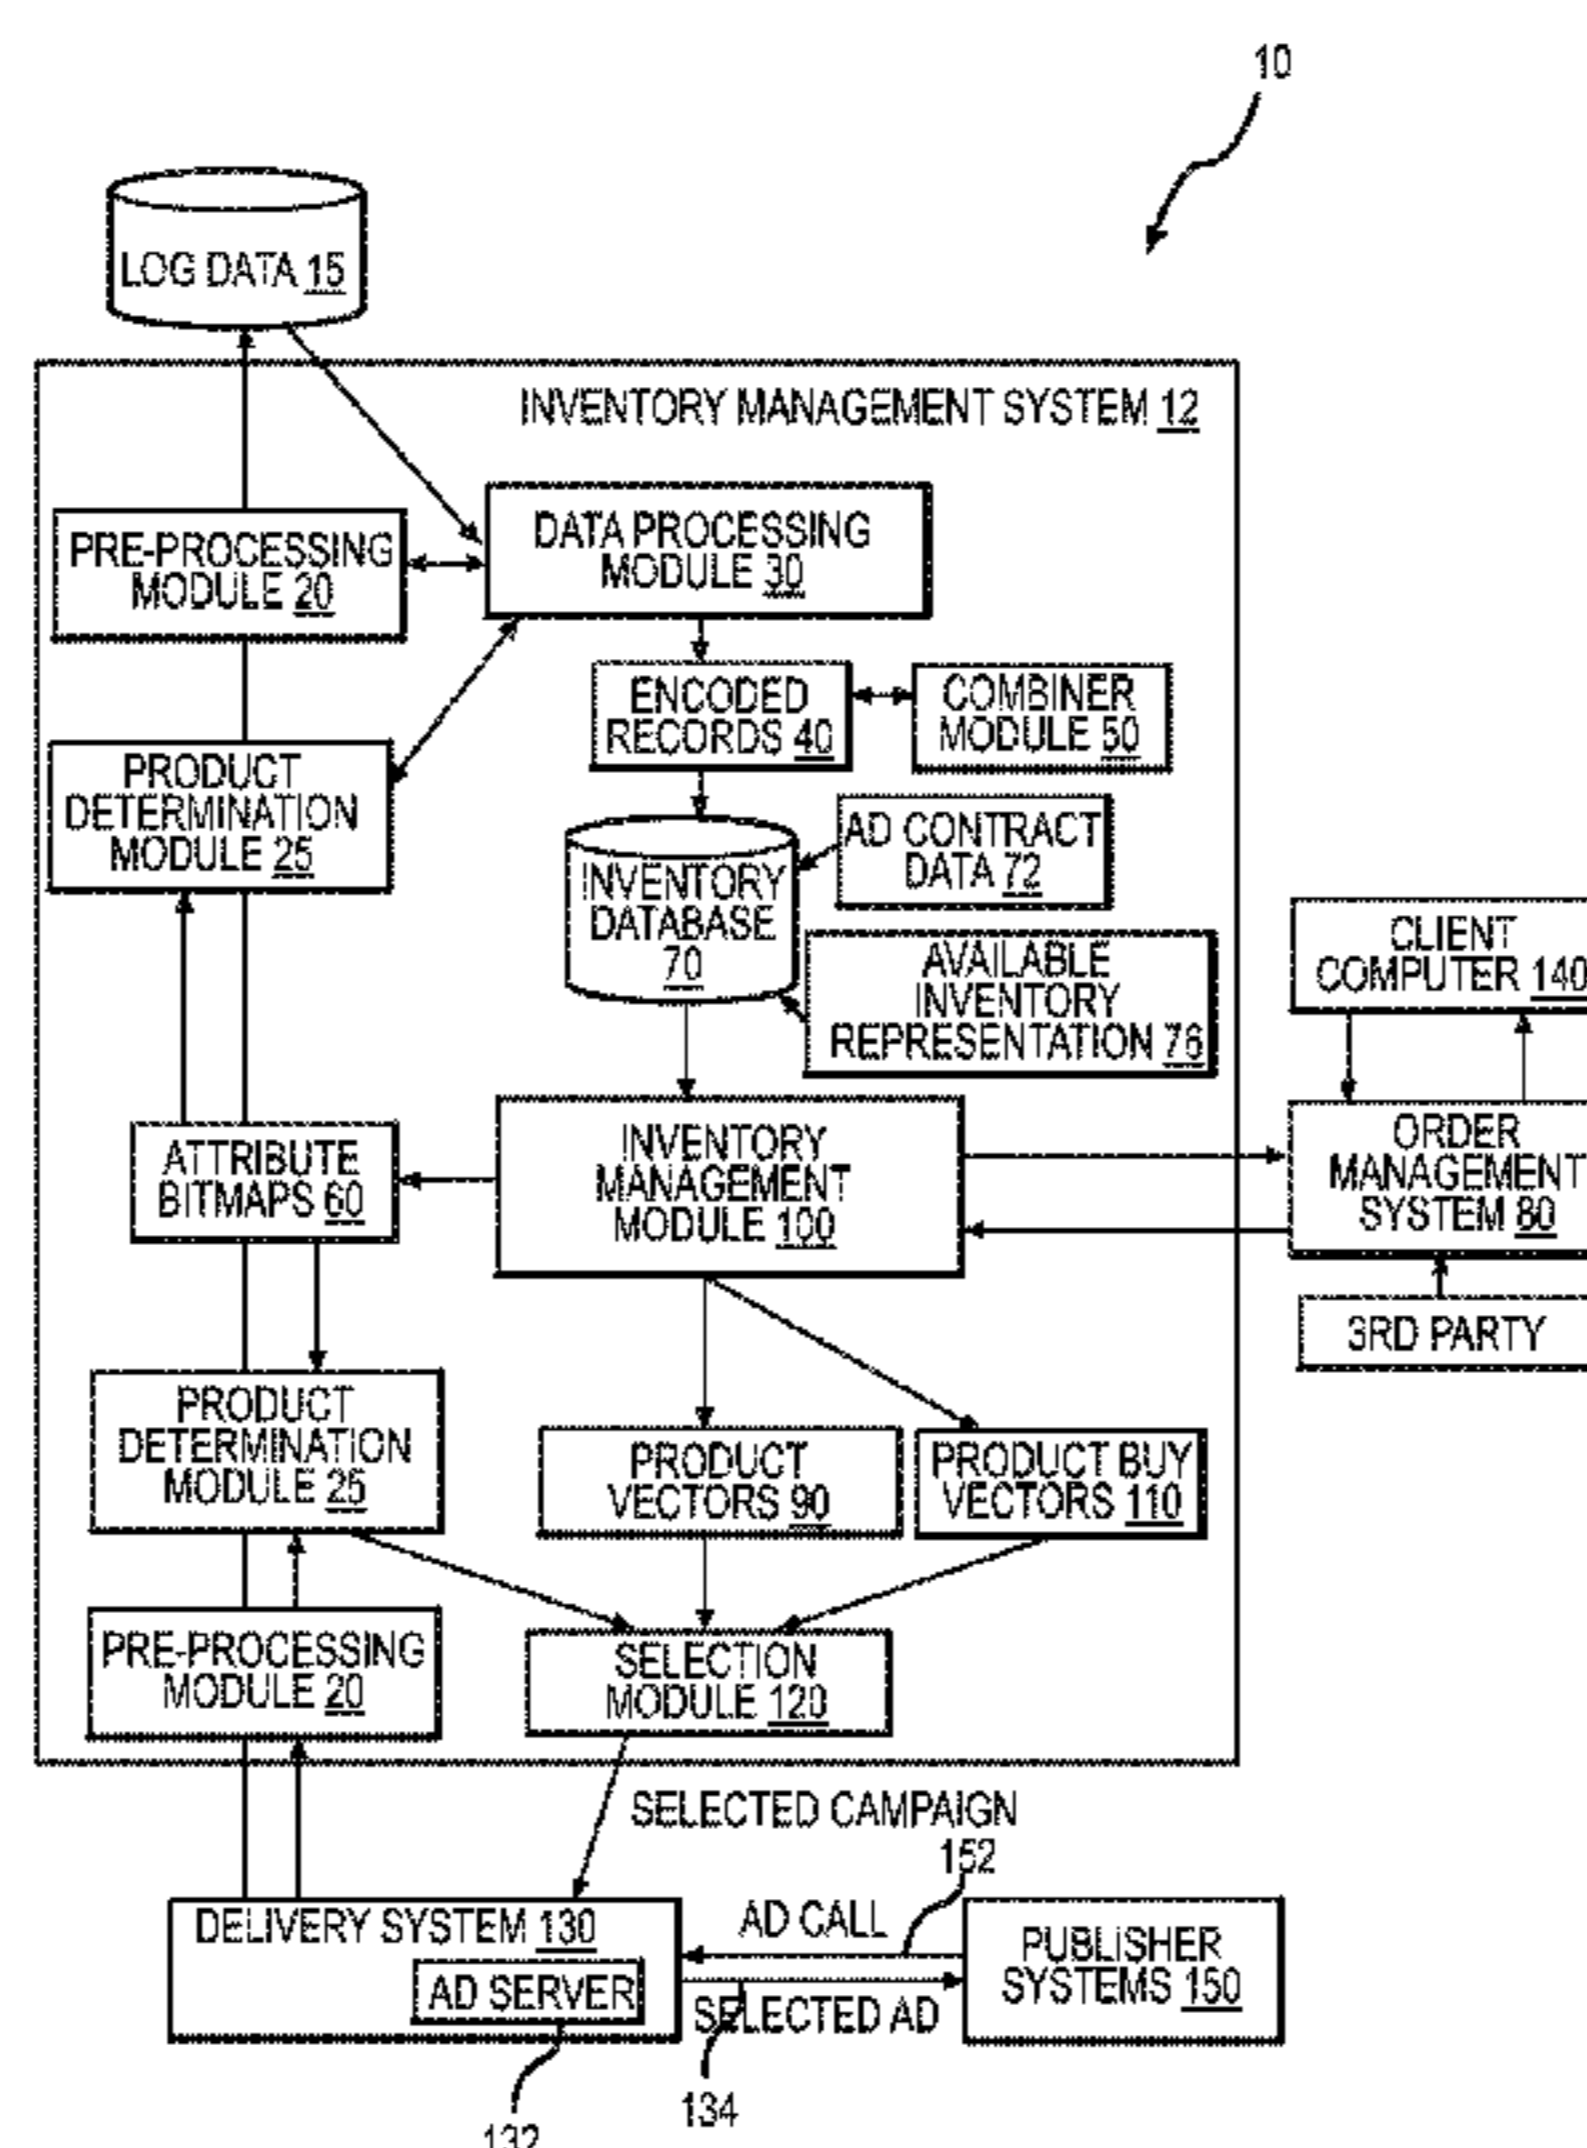 10
LOG DATA 15
INVENTORY MANAGEMENT SYSTEM 12
PRE-PROCESSING
MODULE 20
DATA PROCESSING
MODULE 30
ENCODED
RECORDS 40
COMBINER
MODULE 50
PRODUCT
DETERMINATION
MODULE 25
AD CONTRACT
DATA 72
INVENTORY
DATABASE
70
AVAILABLE
INVENTORY
REPRESENTATION 76
CLIENT
COMPUTER 140
ATTRIBUTE
BITMAPS 60
INVENTORY
MANAGEMENT
MODULE 100
ORDER
MANAGEMENT
SYSTEM 80
3RD PARTY
PRODUCT
DETERMINATION
MODULE 25
PRODUCT
VECTORS 90
PRODUCT BUY
VECTORS 110
PRE-PROCESSING
MODULE 20
SELECTION
MODULE 120
SELECTED CAMPAIGN
152
DELIVERY SYSTEM 130
AD SERVER
AD CALL
SELECTED AD
PUBLISHER
SYSTEMS 150
134
132